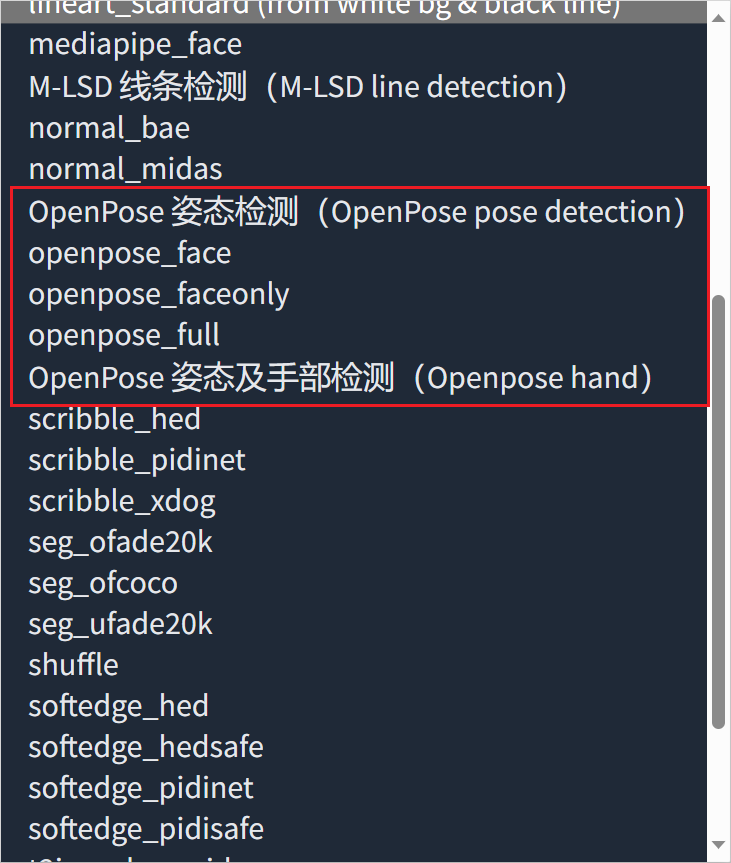 lineart_standard (from white bg & black line)
mediapipe_face
M-LSD 线条检测（M-LSD line detection）
normal_bae
normal_midas
OpenPose 姿态检测（OpenPose pose detection）
openpose_face
openpose_faceonly
openpose_full
OpenPose 姿态及手部检测（Openpose hand）
scribble_hed
scribble_pidinet
scribble_xdog
seg_ofade20k
seg_ofcoco
seg_ufade20k
shuffle
softedge_hed
softedge_hedsafe
softedge_pidinet
softedge_pidisafe